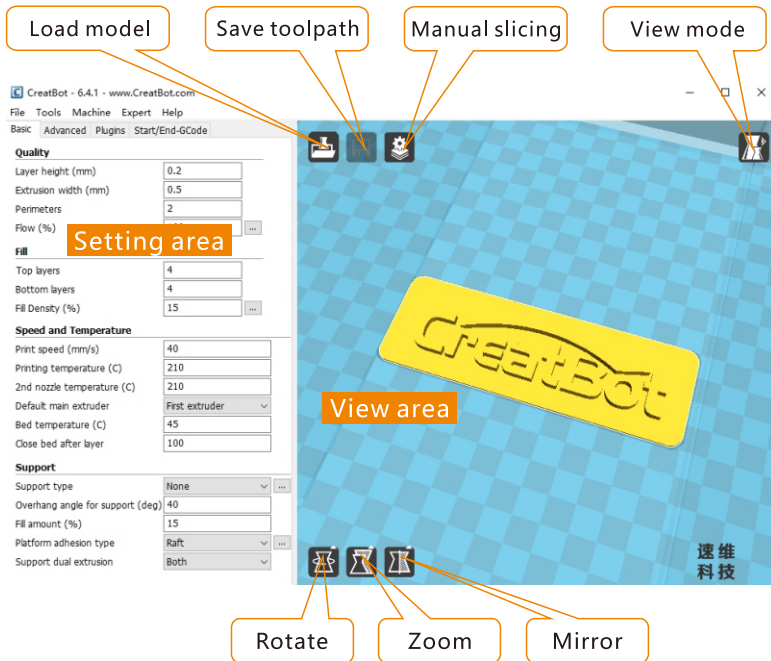 Load model
Save toolpath
Manual slicing
View mode
CreatBot - 6.4.1 - www.CreatBot.com
File Tools Machine Expert Help
Basic Advanced Plugins Start/End-GCode
Quality
Layer height (mm) 0.2
Extrusion width (mm) 0.5
Perimeters 2
Flow (%) ...
Setting area
Fill
Top layers 4
Bottom layers 4
Fill Density (%) 15 ...
Speed and Temperature
Print speed (mm/s) 40
Printing temperature (C) 210
2nd nozzle temperature (C) 210
Default main extruder First extruder
Bed temperature (C) 45
Close bed after layer 100
Support
Support type None ...
Overhang angle for support (deg) 40
Fill amount (%) 15
Platform adhesion type Raft ...
Support dual extrusion Both
CreatBot
View area
速维
科技
Rotate
Zoom
Mirror